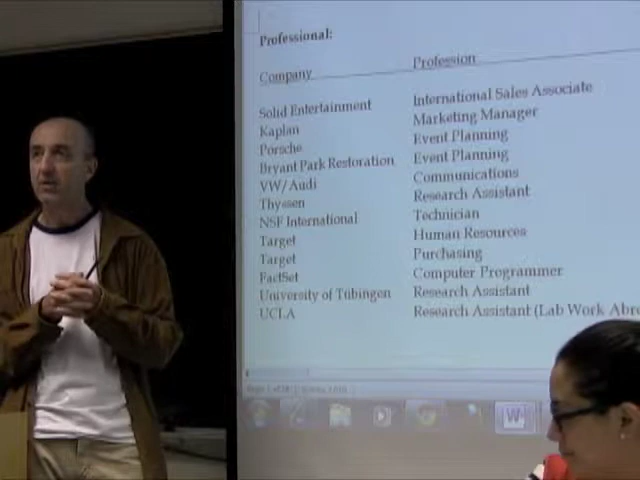 Professional:
Company Profession
Solid Entertainment International Sales Associate
Kaplan Marketing Manager
Porsche Event Planning
Bryant Park Restoration Event Planning
VW/Audi Communications
Thyssen Research Assistant
NSF International Technician
Target Human Resources
Target Purchasing
FactSet Computer Programmer
University of Tübingen Research Assistant
UCLA Research Assistant (Lab Work Abro
W